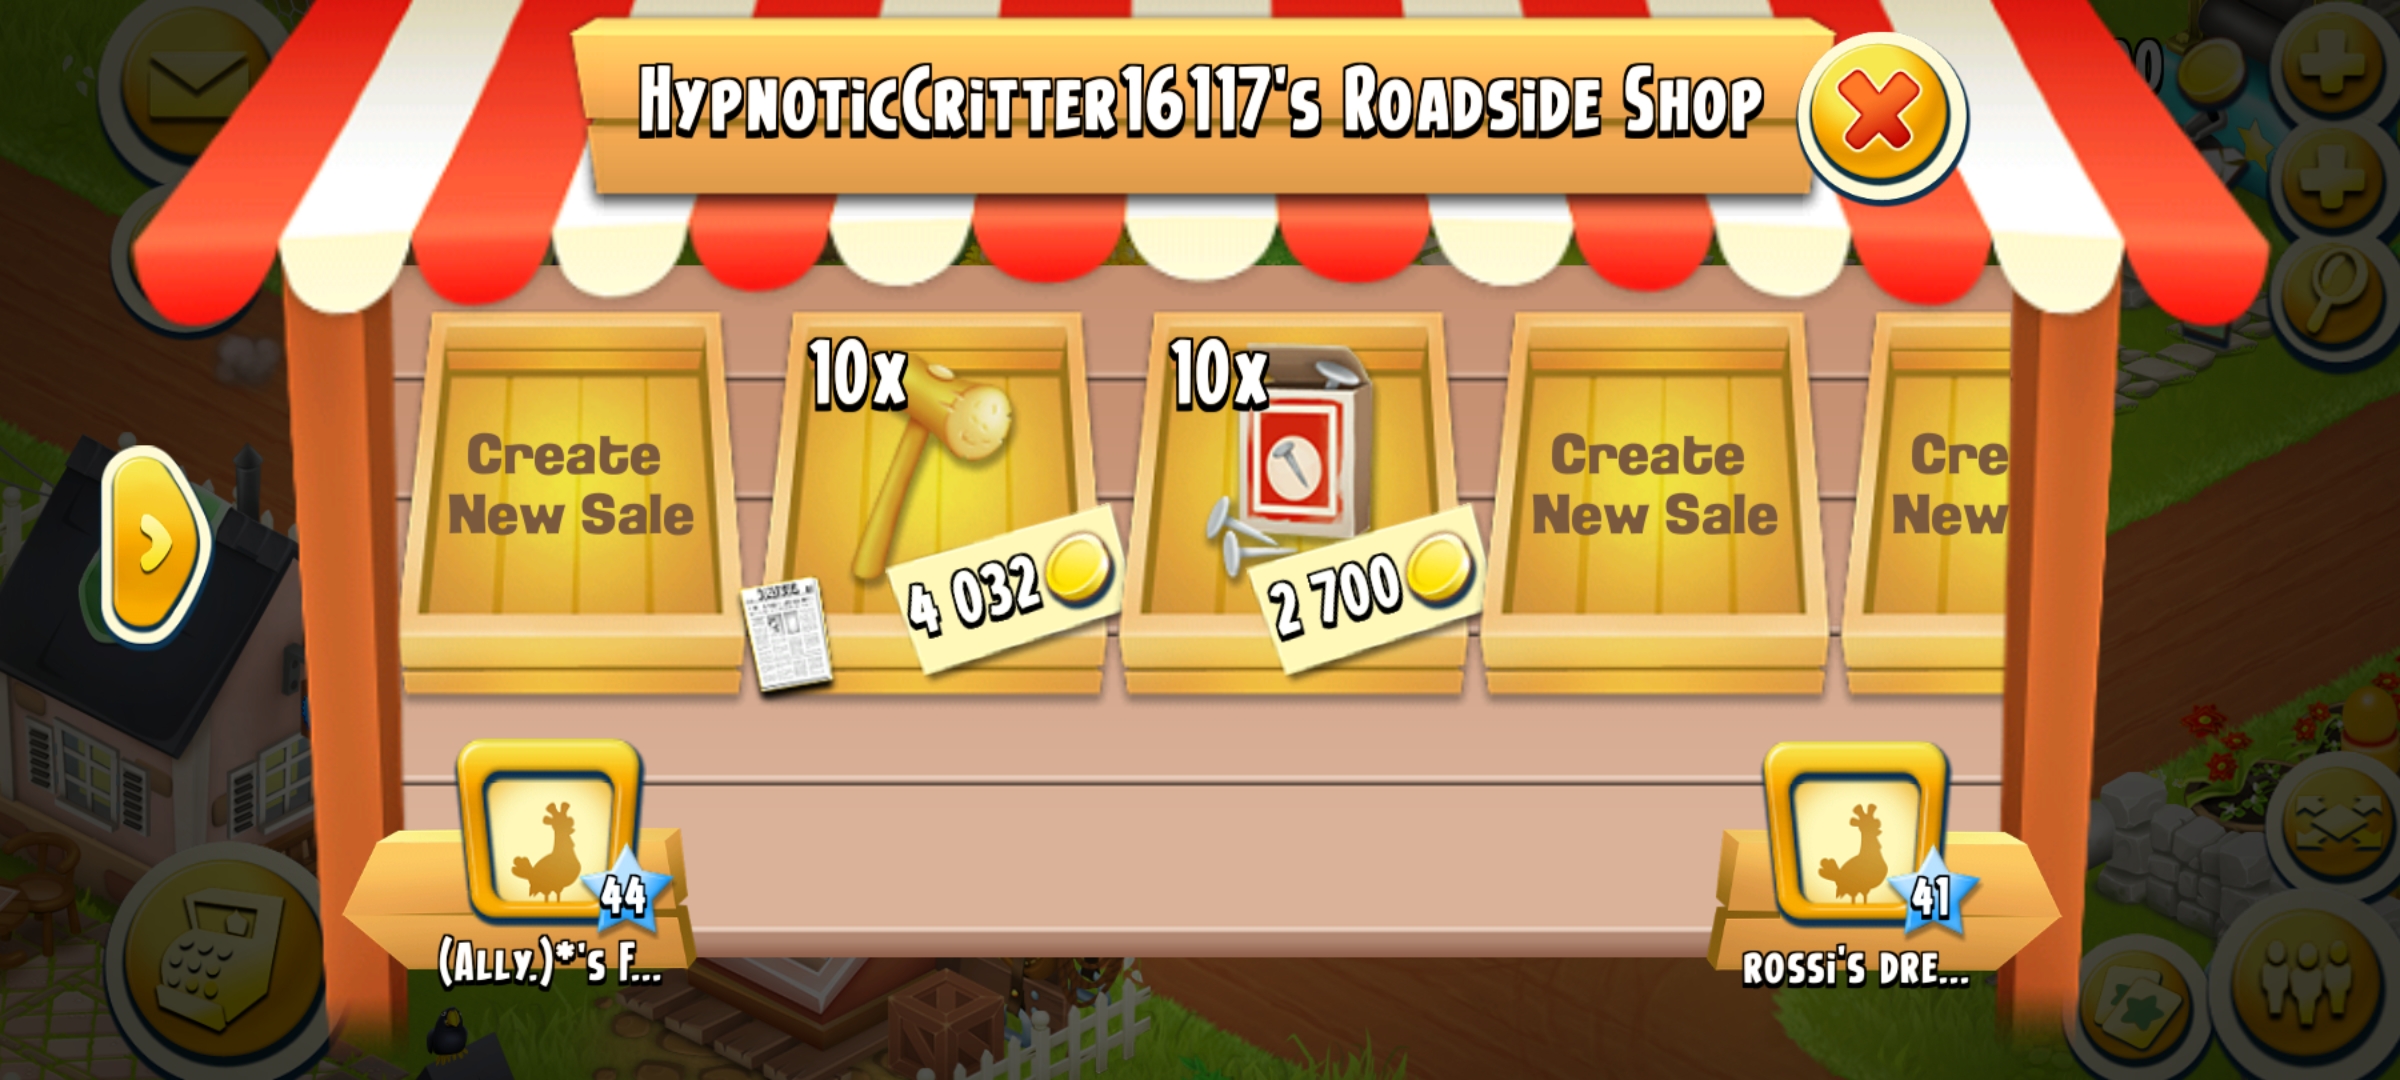 HypnoticCritter16117's Roadside Shop
Create
New Sale
10x
4 032
10x
2 700
Create
New Sale
Cre
New
44
(Ally.)*'s F...
41
ROSSi'S DRE...